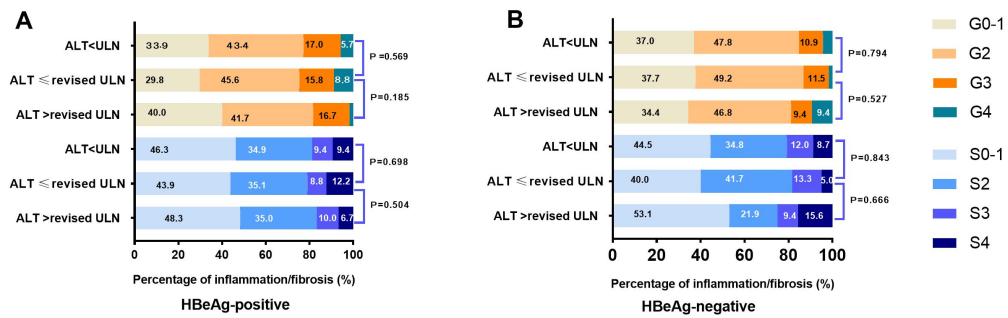 A
ALT<ULN
33·9 43·4 17.0 5.7
P =0.569
ALT ≤revised ULN
29.8 45.6 15.8 8.8
P=0.185
ALT >revised ULN
40.0 41.7 16.7
ALT<ULN
46.3 34.9 9.4 9.4
P=0.698
ALT ≤revised ULN
43.9 35.1 8.8 12.2
P=0.504
ALT >revised ULN
48.3 35.0 10.0 6.7
0 20 40 60 80 100
Percentage of inflammation/fibrosis (%)
HBeAg-positive
B
ALT<ULN
37.0 47.8 10.9
P=0.794
ALT ≤revised ULN
37.7 49.2 11.5
P=0.527
ALT >revised ULN
34.4 46.8 9.4 9.4
ALT<ULN
44.5 34.8 12.0 8.7
P=0.843
ALT ≤revised ULN
40.0 41.7 13.3 5.0
P=0.666
ALT >revised ULN
53.1 21.9 9.4 15.6
0 20 40 60 80 100
Percentage of inflammation/fibrosis (%)
HBeAg-negative
G0-1
G2
G3
G4
S0-1
S2
S3
S4